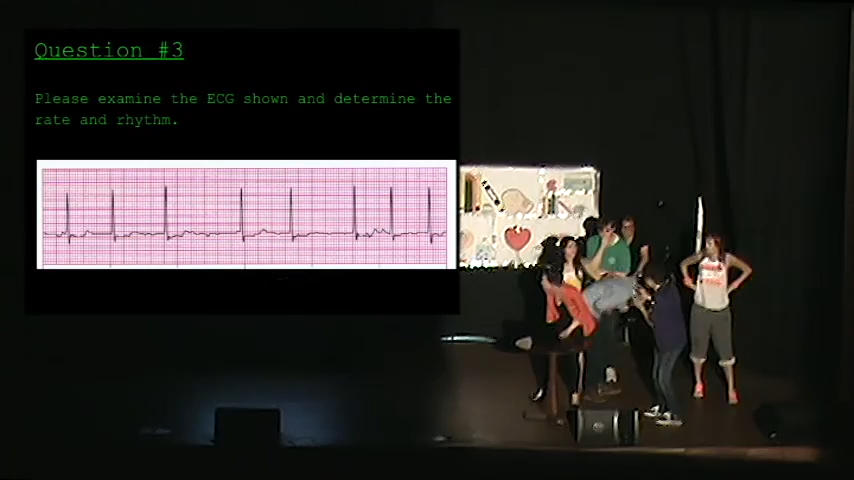 Question #3
Please examine the ECG shown and determine the
rate and rhythm.